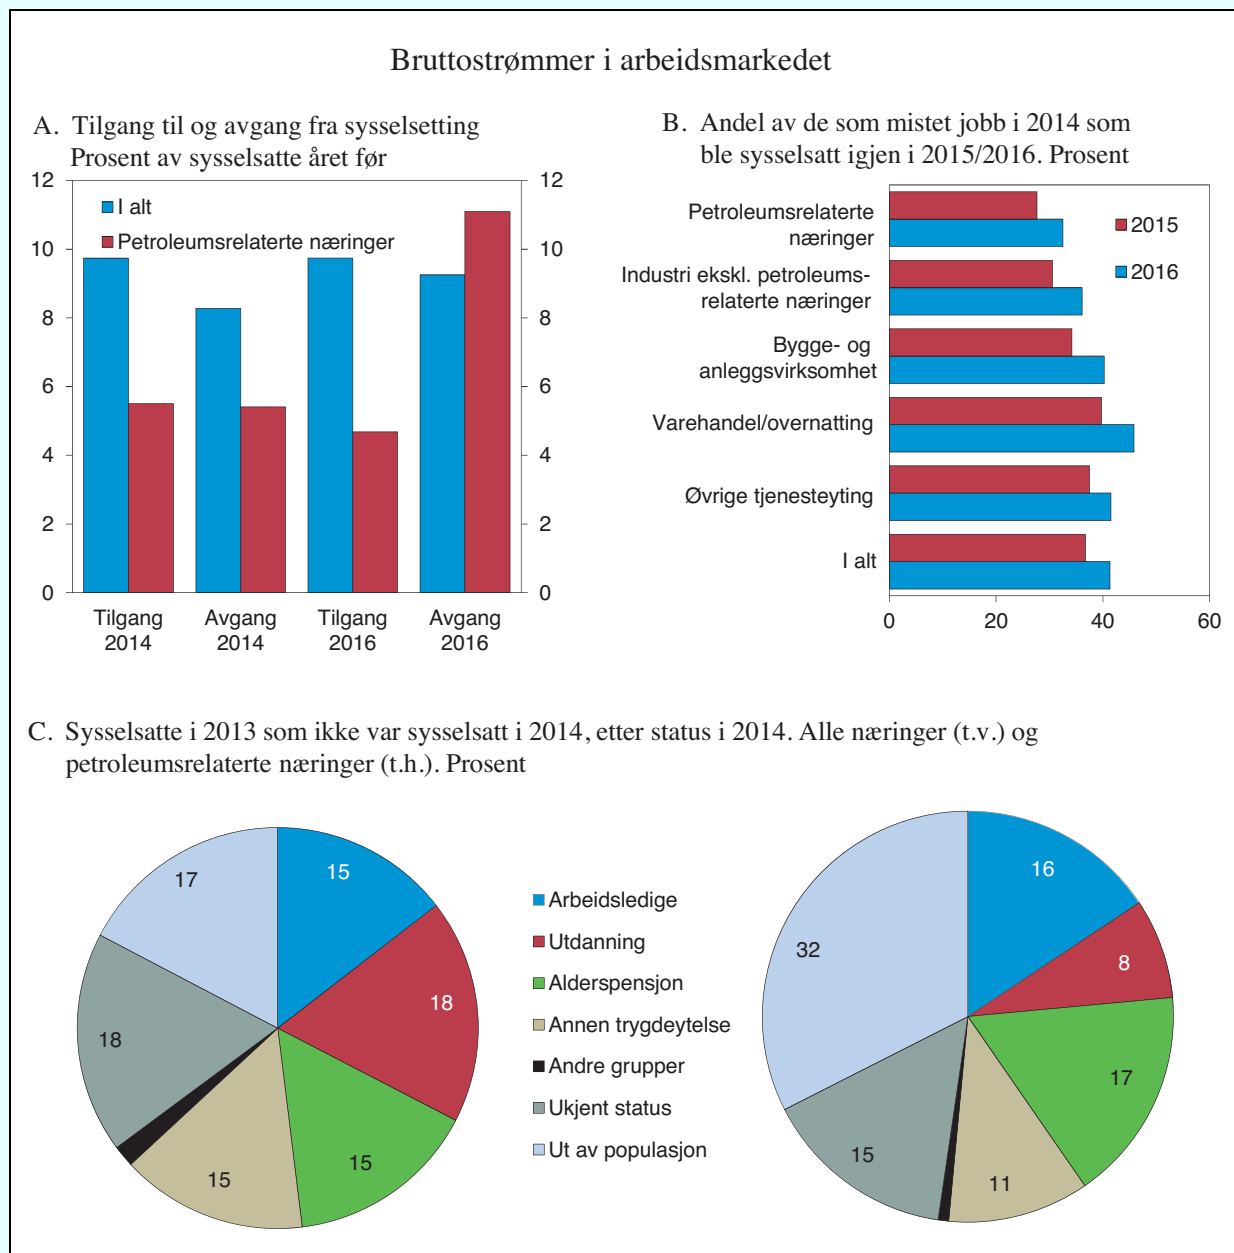 Bruttostrømmer i arbeidsmarkedet
A. Tilgang til og avgang fra sysselsetting
Prosent av sysselsatte året før
12
10
8
6
4
2
0
I alt
Petroleumsrelaterte næringer
12
10
8
6
4
2
0
Tilgang
2014
Avgang
2014
Tilgang
2016
Avgang
2016
B. Andel av de som mistet jobb i 2014 som
ble sysselsatt igjen i 2015/2016. Prosent
Petroleumsrelaterte
næringer
Industri ekskl. petroleums-
relaterte næringer
Bygge- og
anleggsvirksomhet
Varehandel/overnatting
Øvrige tjenesteyting
I alt
2015
2016
0 20 40 60
C. Sysselsatte i 2013 som ikke var sysselsatt i 2014, etter status i 2014. Alle næringer (t.v.) og
petroleumsrelaterte næringer (t.h.). Prosent
15
18
15
15
18
17
Arbeidsledige
Utdanning
Alderspensjon
Annen trygdeytelse
Andre grupper
Ukjent status
Ut av populasjon
16
8
17
11
15
32